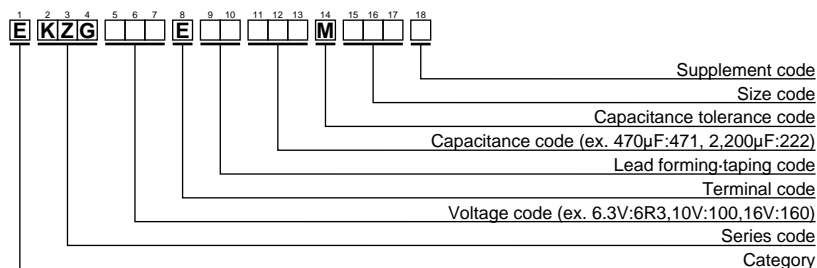 1 2 3 4 5 6 7 8 9 10 11 12 13 14 15 16 17 18
E KZG E M
Supplement code
Size code
Capacitance tolerance code
Capacitance code (ex. 470µF:471, 2,200µF:222)
Lead forming·taping code
Terminal code
Voltage code (ex. 6.3V:6R3,10V:100,16V:160)
Series code
Category